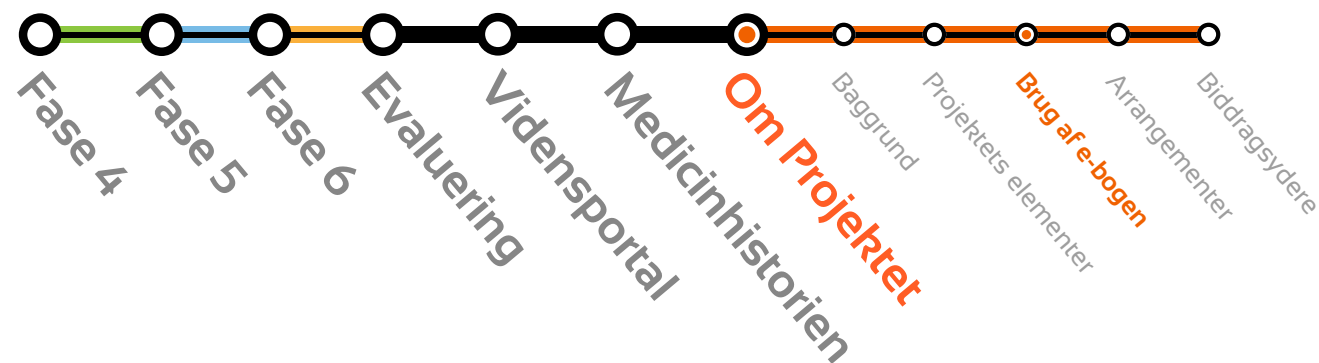 Fase 4
Fase 5
Fase 6
Evaluering
Vidensportal
Medicinhistorien
Om Projektet
Baggrund
Projektets elementer
Brug af e-bogen
Arrangementer
Biddragsydere